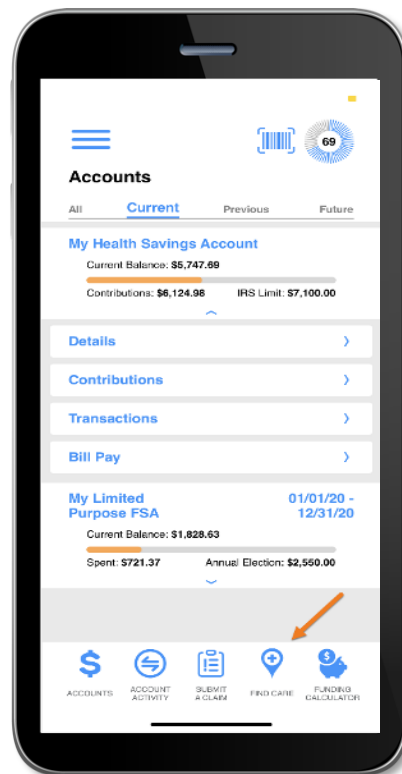 69
Accounts
All Current Previous Future
My Health Savings Account
Current Balance: $5,747.69
Contributions: $6,124.98 IRS Limit: $7,100.00
Details
Contributions
Transactions
Bill Pay
My Limited 01/01/20 -
Purpose FSA 12/31/20
Current Balance: $1,828.63
Spent: $721.37 Annual Election: $2,550.00
ACCOUNTS ACCOUNT SUBMIT FIND CARE FUNDING
ACTIVITY A CLAIM CALCULATOR